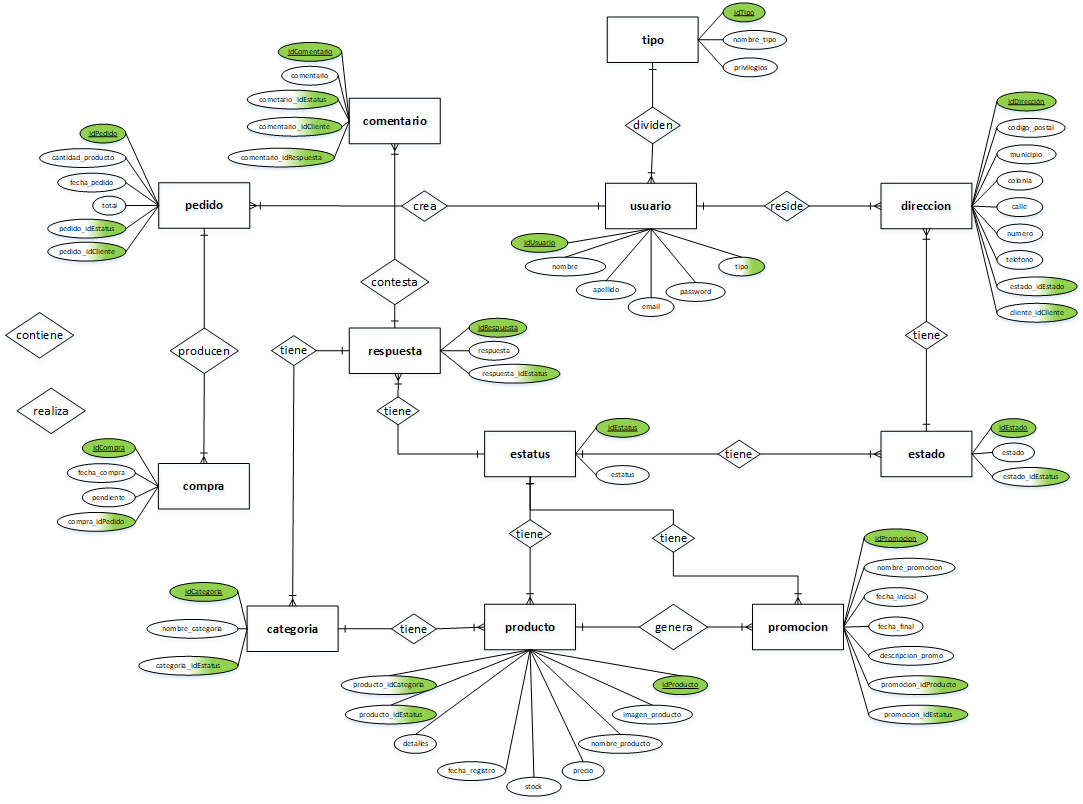 idTipo
tipo
nombre_tipo
privilegios
dividen
idComentario
comentario
cometario_idEstatus
comentario_idCliente
comentario_idRespuesta
comentario
idPedido
cantidad_producto
fecha_pedido
total
pedido_idEstatus
pedido_idCliente
pedido
crea
usuario
idUsuario
nombre
apellido
email
password
tipo
reside
direccion
idDirección
codigo_postal
municipio
colonia
calle
numero
telefono
estado_idEstado
cliente_idCliente
contesta
contiene
producen
tiene
respuesta
idRespuesta
respuesta
respuesta_idEstatus
tiene
realiza
tiene
idCompra
fecha_compra
pendiente
compra_idPedido
compra
estatus
idEstatus
estatus
tiene
estado
idEstado
estado
estado_idEstatus
tiene
tiene
idCategoria
nombre_categoria
categoria_idEstatus
categoria
tiene
producto
genera
promocion
idPromocion
nombre_promocion
fecha_inicial
fecha_final
descripcion_promo
promocion_idProducto
promocion_idEstatus
producto_idCategoria
producto_idEstatus
detalles
fecha_registro
stock
precio
nombre_producto
imagen_producto
idProducto